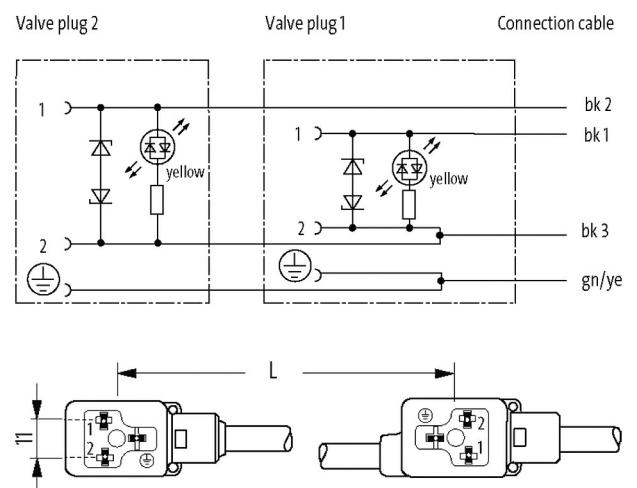 Valve plug 2 Valve plug 1 Connection cable
1 bk 2
1 bk 1
yellow yellow
2 bk 3
2
gn/ye
L
11
1 2
2 1